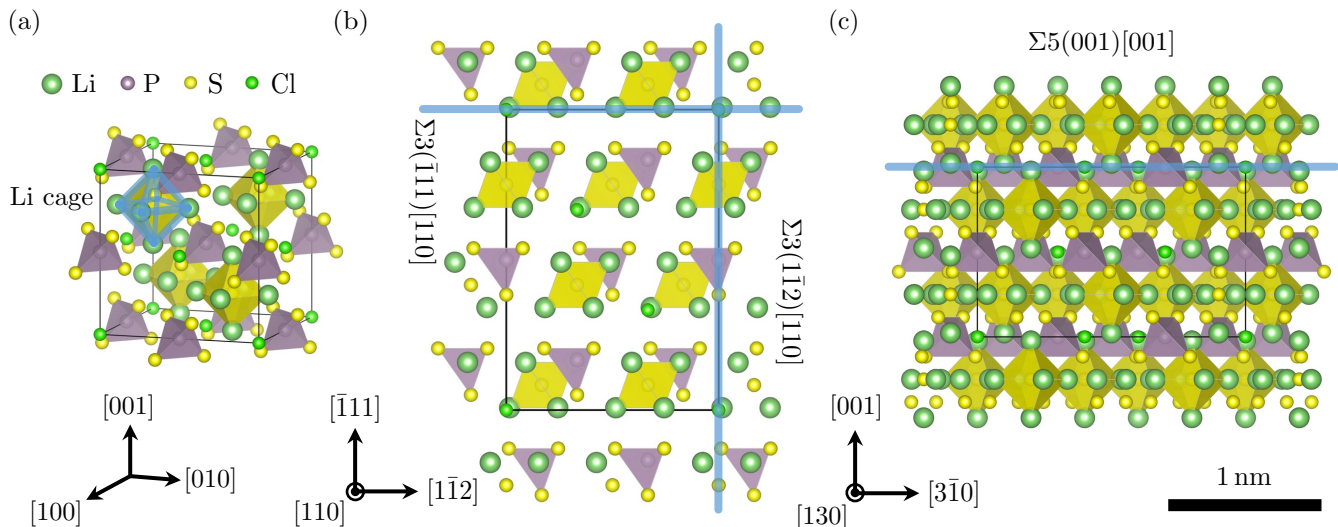 (a)
Li P S Cl
Li cage
[001]
[010]
[100]
(b)
Σ3(1̄11)[110]
Σ3(11̄2)[110]
[1̄11]
[11̄2]
[110]
(c)
Σ5(001)[001]
[001]
[31̄0]
[130]
1 nm